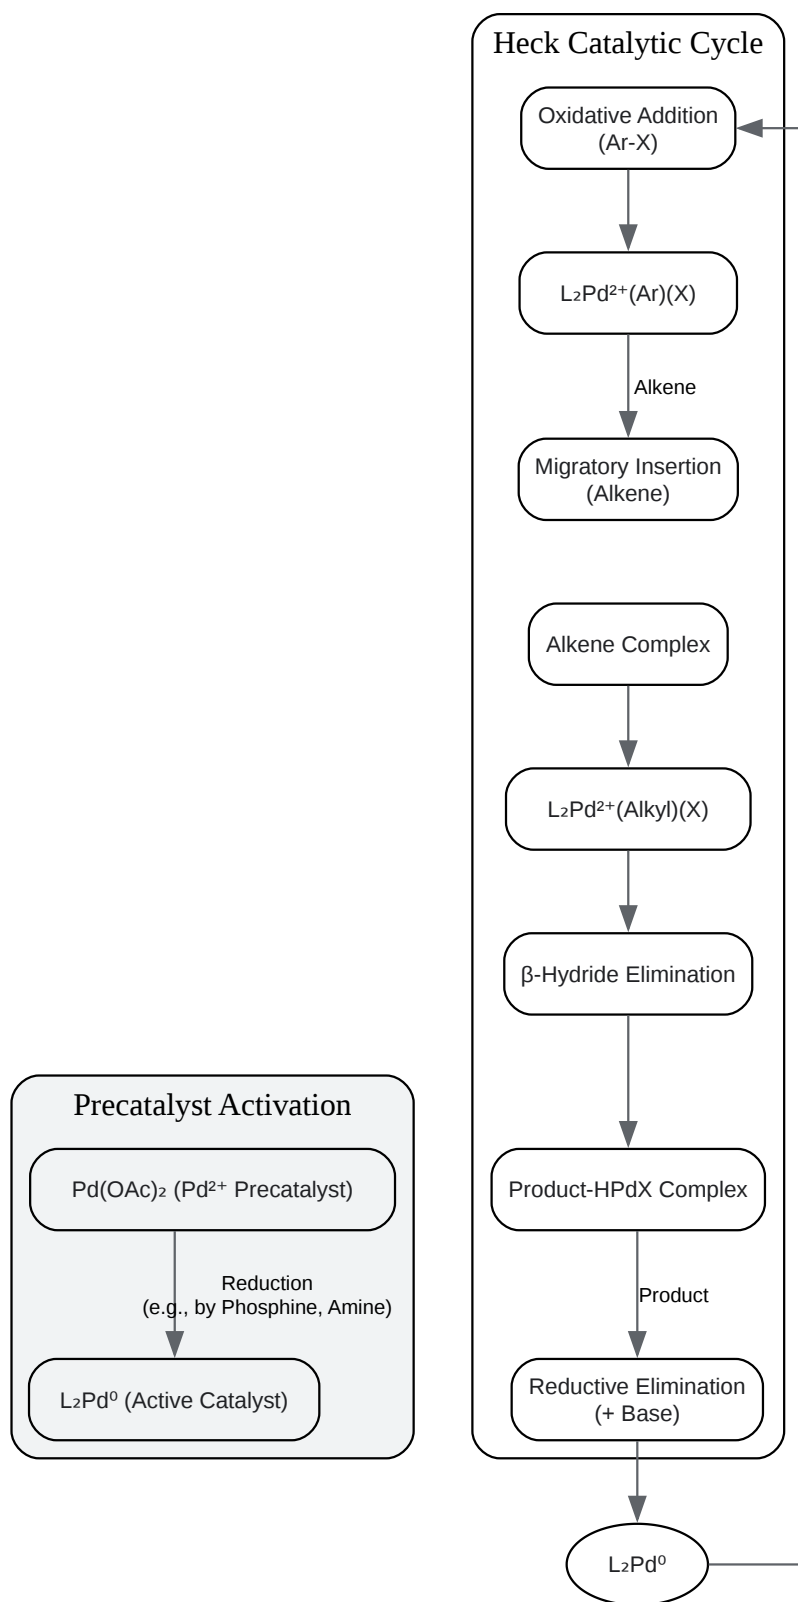 Heck Catalytic Cycle
Oxidative Addition
(Ar-X)
L₂Pd²⁺(Ar)(X)
Alkene
Migratory Insertion
(Alkene)
Alkene Complex
L₂Pd²⁺(Alkyl)(X)
β-Hydride Elimination
Precatalyst Activation
Pd(OAc)₂ (Pd²⁺ Precatalyst)
Reduction
(e.g., by Phosphine, Amine)
L₂Pd⁰ (Active Catalyst)
Product-HPdX Complex
Product
Reductive Elimination
(+ Base)
L₂Pd⁰